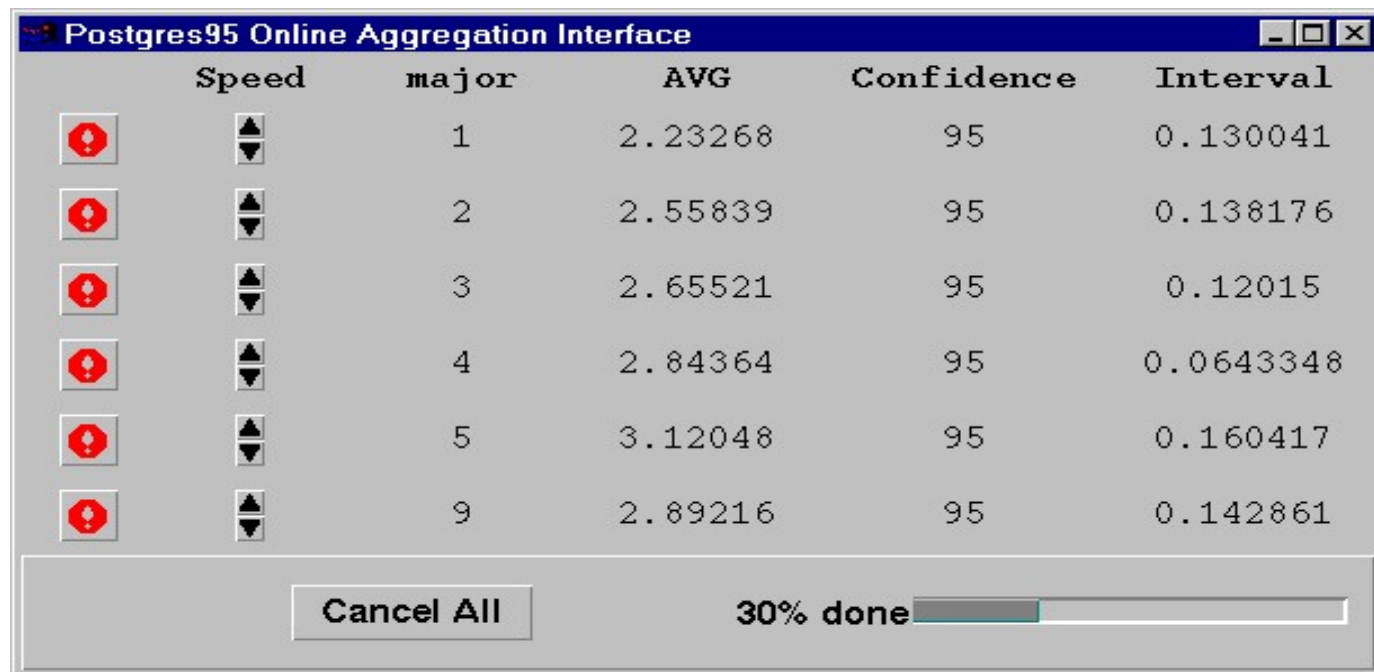 Postgres95 Online Aggregation Interface
Speed major AVG Confidence Interval
1 2.23268 95 0.130041
2 2.55839 95 0.138176
3 2.65521 95 0.12015
4 2.84364 95 0.0643348
5 3.12048 95 0.160417
9 2.89216 95 0.142861
Cancel All 30% done